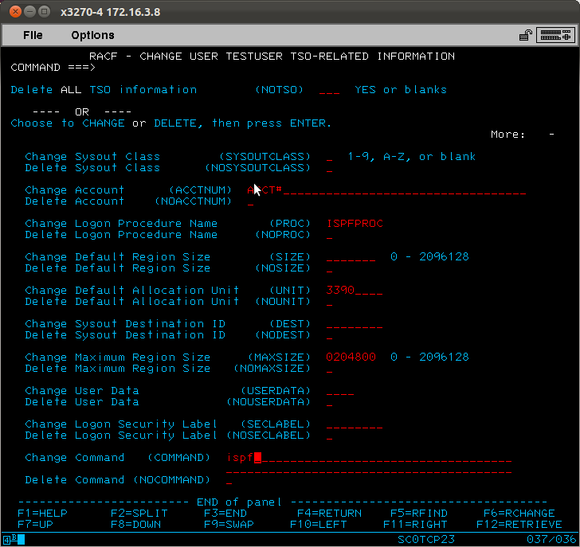 x3270-4 172.16.3.8
File Options
RACF - CHANGE USER TESTUSER TSO-RELATED INFORMATION
COMMAND ===>
Delete ALL TSO information (NOTSO) ___ YES or blanks
---- OR ----
Choose to CHANGE or DELETE, then press ENTER.
More: -
Change Sysout Class (SYSOUTCLASS) _ 1-9, A-Z, or blank
Delete Sysout Class (NOSYSOUTCLASS) _
Change Account (ACCTNUM) ACCT#________________________________
Delete Account (NOACCTNUM) _
Change Logon Procedure Name (PROC) ISPFPROC
Delete Logon Procedure Name (NOPROC) _
Change Default Region Size (SIZE) _______ 0 - 2096128
Delete Default Region Size (NOSIZE) _
Change Default Allocation Unit (UNIT) 3390____
Delete Default Allocation Unit (NOUNIT) _
Change Sysout Destination ID (DEST) ________
Delete Sysout Destination ID (NODEST) _
Change Maximum Region Size (MAXSIZE) 0204800 0 - 2096128
Delete Maximum Region Size (NOMAXSIZE) _
Change User Data (USERDATA) ____
Delete User Data (NOUSERDATA) _
Change Logon Security Label (SECLABEL) ________
Delete Logon Security Label (NOSECLABEL) _
Change Command (COMMAND) ispf____________________________________
________________________________________
Delete Command (NOCOMMAND) _
------------------------ END of panel ---------------------------------
F1=HELP F2=SPLIT F3=END F4=RETURN F5=RFIND F6=RCHANGE
F7=UP F8=DOWN F9=SWAP F10=LEFT F11=RIGHT F12=RETRIEVE
4B SC0TCP23 037/036